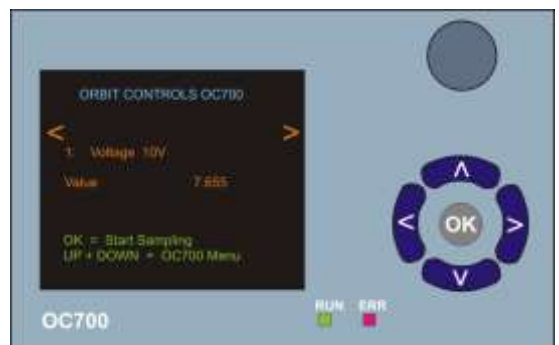 ORBIT CONTROLS OC700
< >
1: Voltage 10V
Value 7.655
OK = Start Sampling
UP + DOWN = OC700 Menu
OC700
RUN ERR
^
< OK >
v